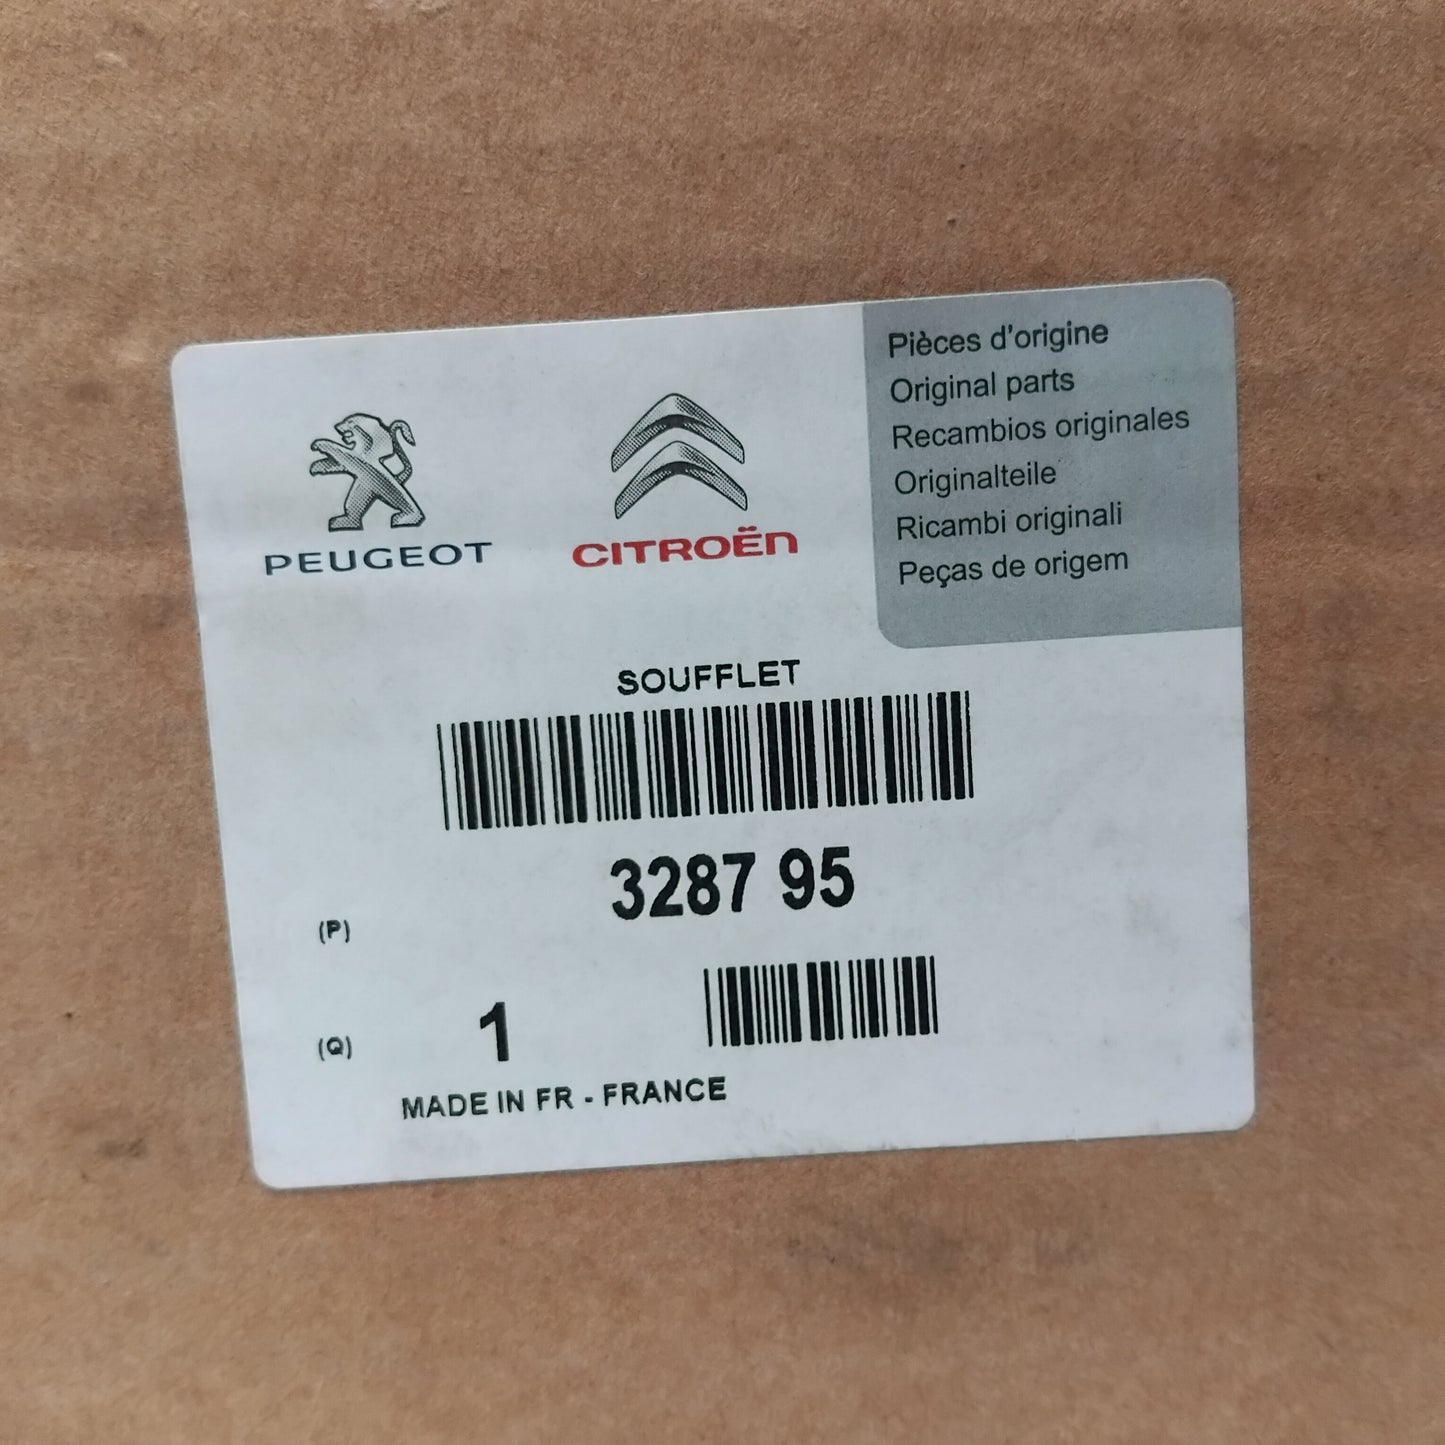 PEUGEOT
CITROËN
Pièces d'origine
Original parts
Recambios originales
Originalteile
Ricambi originali
Peças de origem
SOUFFLET
3287 95
(P)
(Q) 1
MADE IN FR - FRANCE